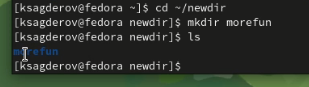 [ksagderov@fedora ~]$ cd ~/newdir
[ksagderov@fedora newdir]$ mkdir morefun
[ksagderov@fedora newdir]$ ls
morefun
[ksagderov@fedora newdir]$